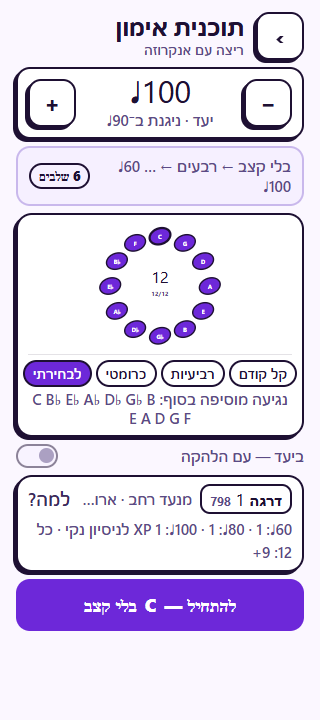 תוכנית אימון
ריצה עם אנקרוזה
›
−
♩100
+
יעד · ניגנת ב־90♩
בלי קצב ← רבעים ← … 60♩
100♩
6 שלבים
C
G
D
A
E
B
G♭
D♭
A♭
E♭
B♭
F
12
12/12
קל קודם
רביעיות
כרומטי
לבחירתי
נגיעה מוסיפה בסוף: C B♭ E♭ A♭ D♭ G♭ B
E A D G F
ביעד — עם הלהקה
דרגה 1 798
מנעד רחב · ארו…
למה?
60♩: 1 · 80♩: 1 · 100♩: 1 XP לניסיון נקי · כל
12: 9+
להתחיל — C בלי קצב